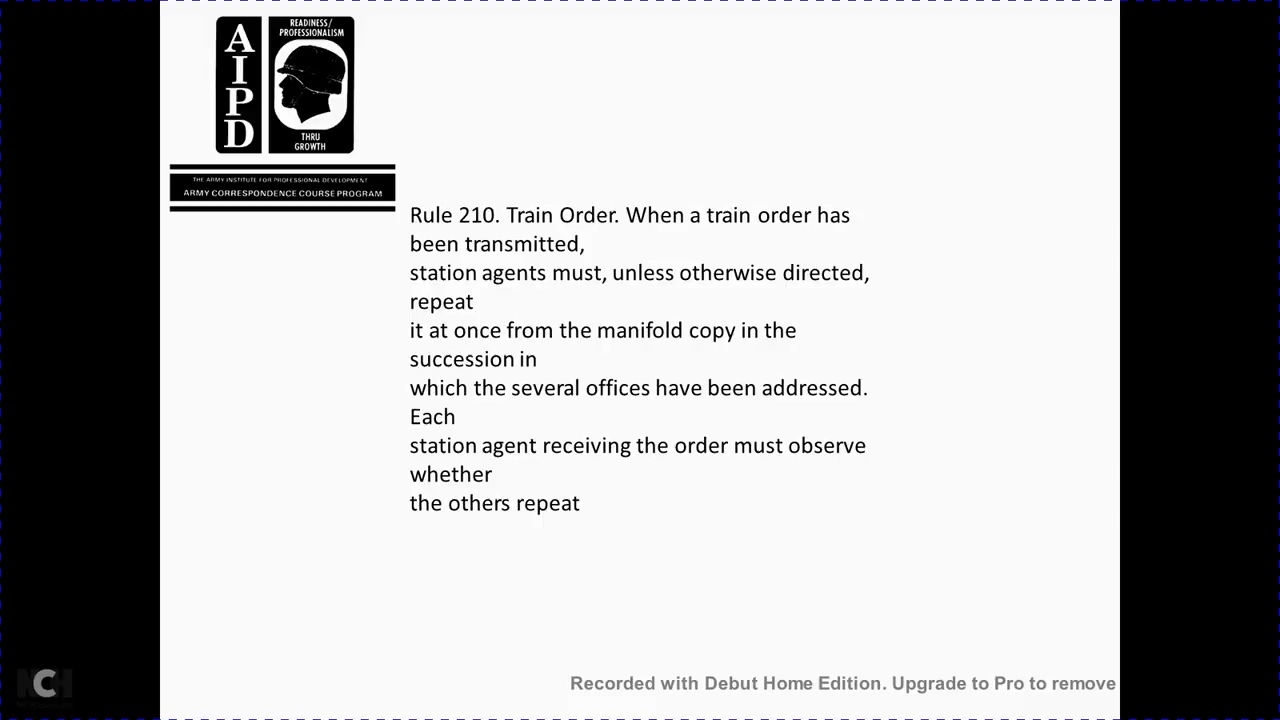 AIPD
READINESS/
PROFESSIONALISM
THRU
GROWTH
THE ARMY INSTITUTE FOR PROFESSIONAL DEVELOPMENT
ARMY CORRESPONDENCE COURSE PROGRAM
Rule 210. Train Order. When a train order has
been transmitted,
station agents must, unless otherwise directed,
repeat
it at once from the manifold copy in the
succession in
which the several offices have been addressed.
Each
station agent receiving the order must observe
whether
the others repeat
NCH
Recorded with Debut Home Edition. Upgrade to Pro to remove